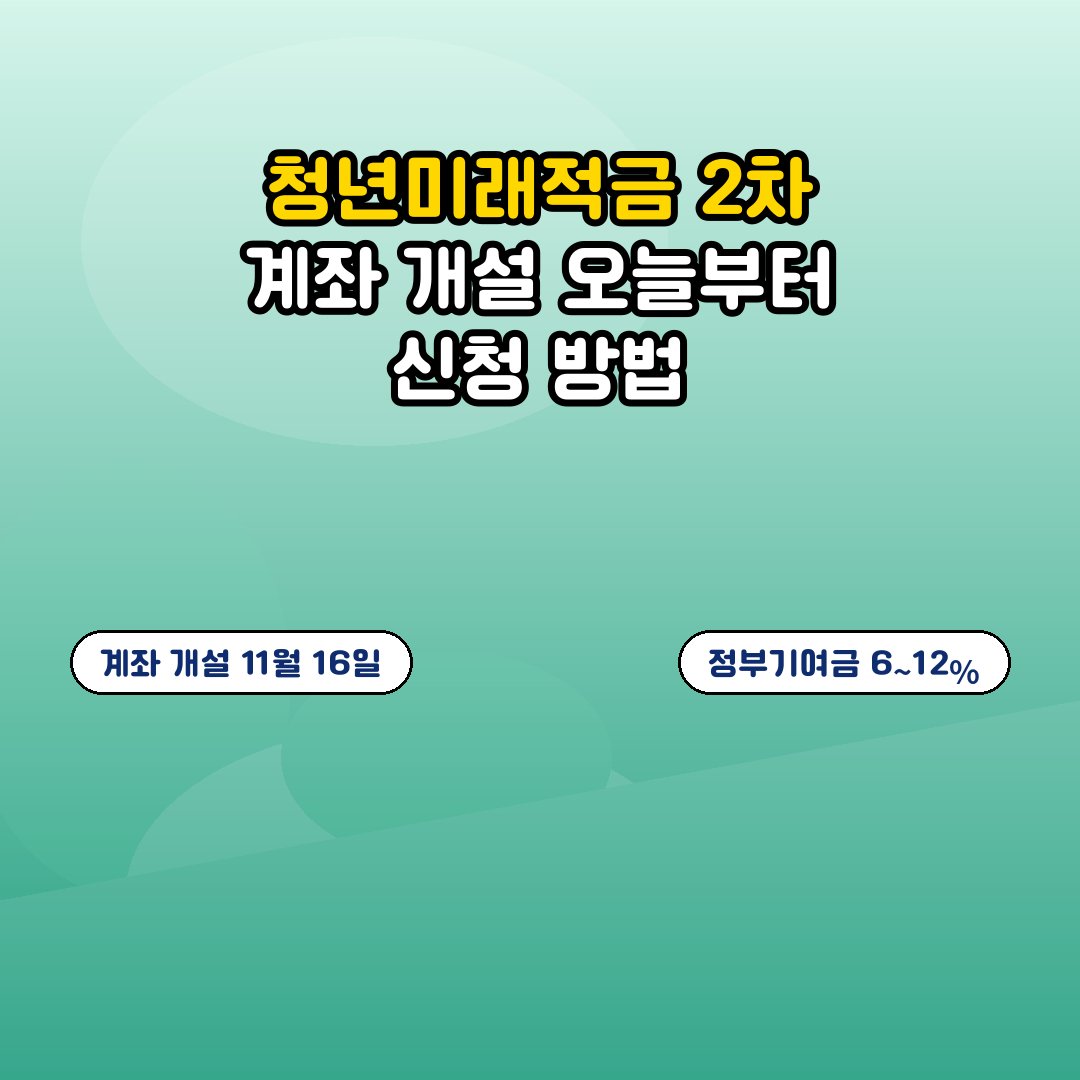 청년미래적금 2차
계좌 개설 오늘부터
신청 방법
계좌 개설 11월 16일
정부기여금 6~12%